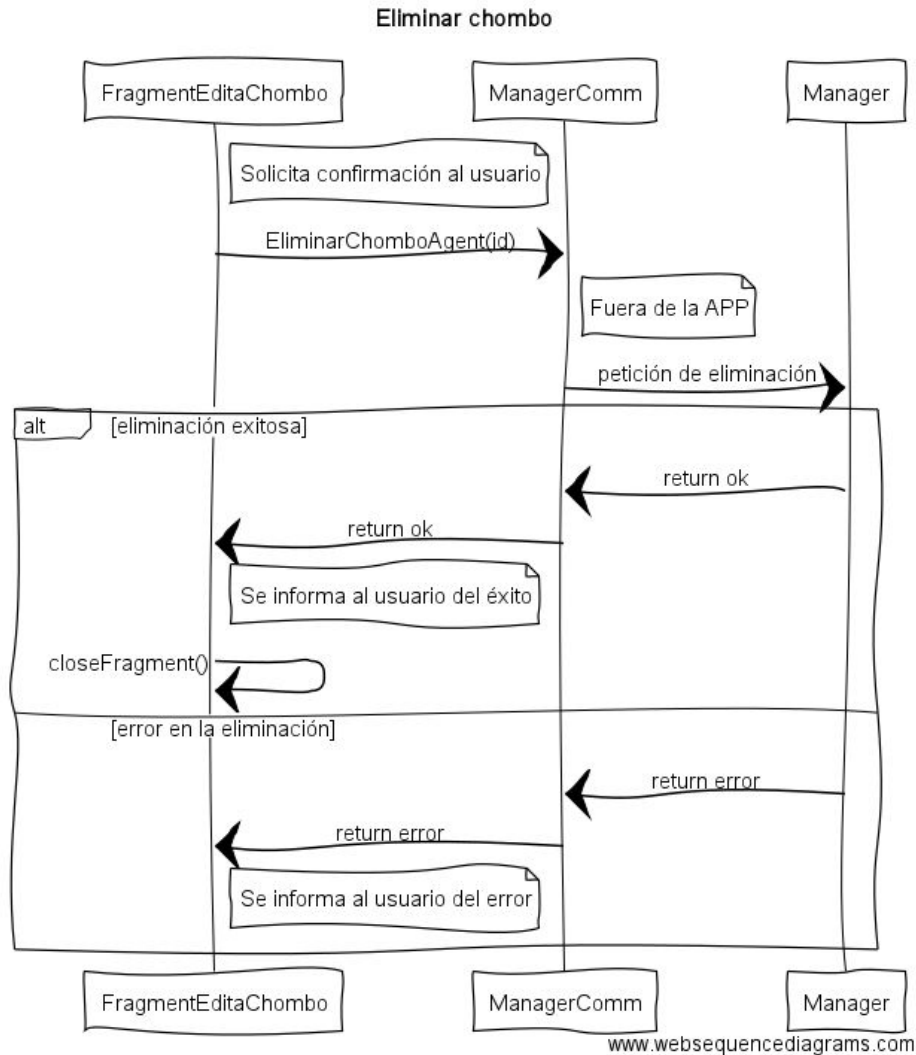 Eliminar chombo
FragmentEditaChombo
ManagerComm
Manager
Solicita confirmación al usuario
EliminarChomboAgent(id)
Fuera de la APP
petición de eliminación
alt
[eliminación exitosa]
return ok
return ok
Se informa al usuario del éxito
closeFragment()
[error en la eliminación]
return error
return error
Se informa al usuario del error
FragmentEditaChombo
ManagerComm
Manager
www.websequencediagrams.com